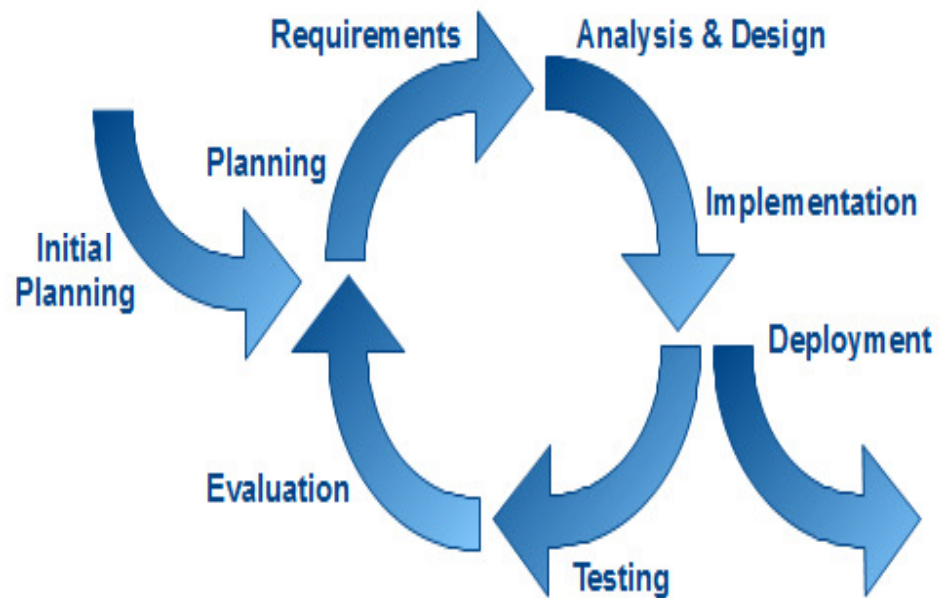 Requirements
Analysis & Design
Planning
Implementation
Initial
Planning
Deployment
Evaluation
Testing